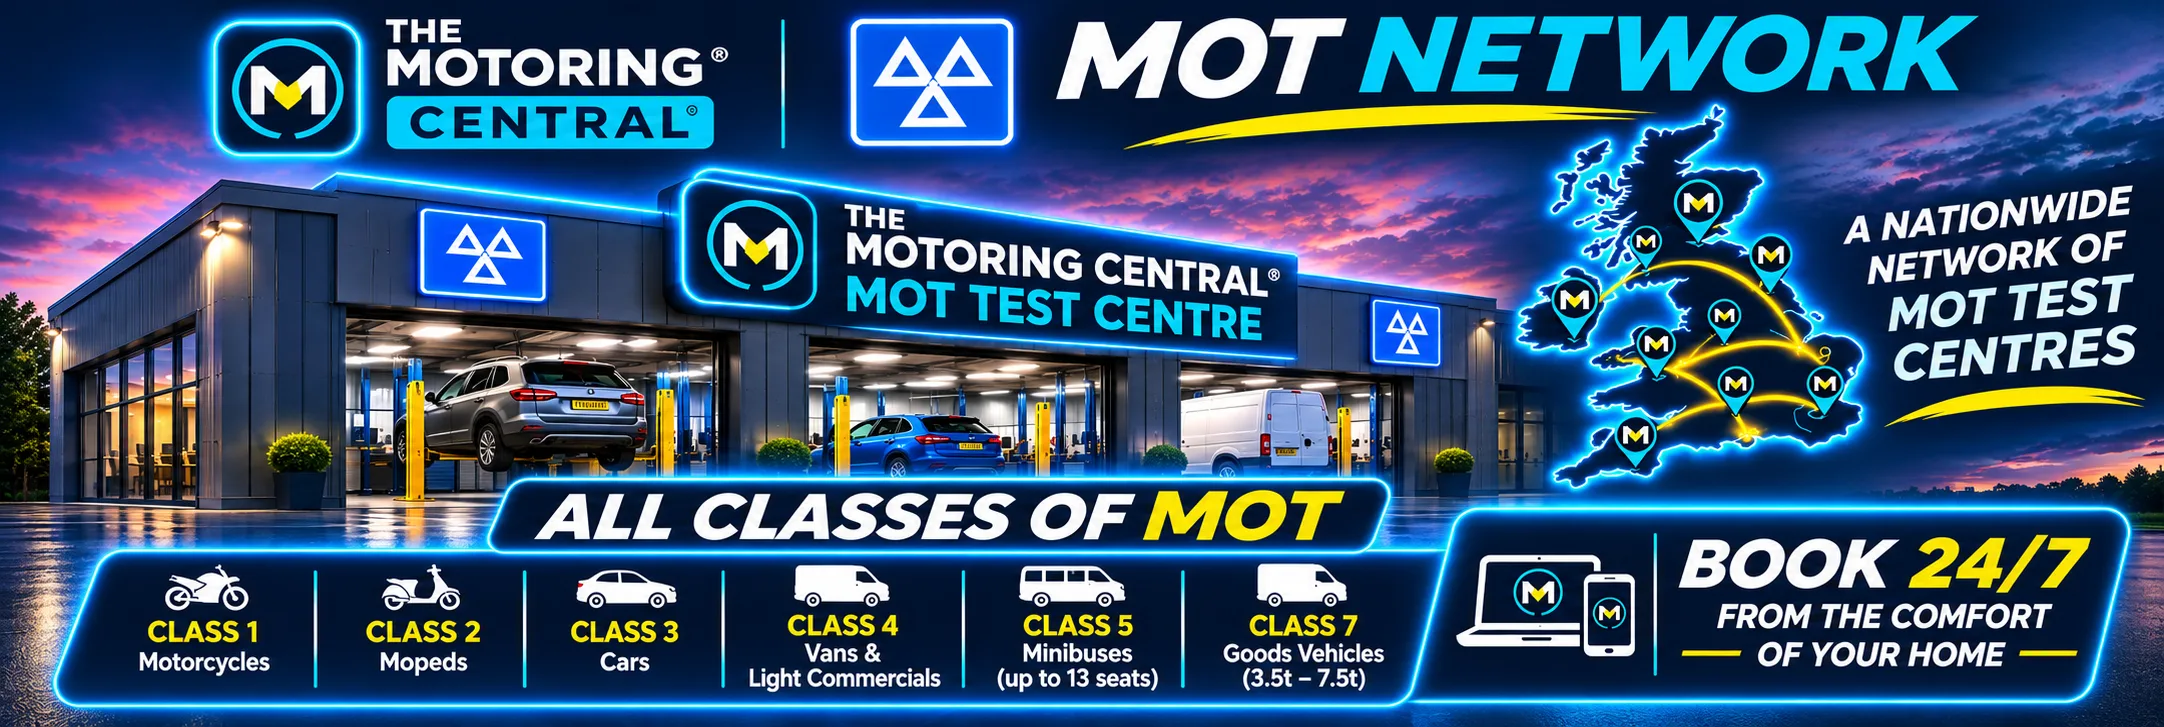 THE
MOTORING®
CENTRAL®
MOT NETWORK
THE
MOTORING CENTRAL®
MOT TEST CENTRE
A NATIONWIDE
NETWORK OF
MOT TEST
CENTRES
ALL CLASSES OF MOT
CLASS 1
Motorcycles
CLASS 2
Mopeds
CLASS 3
Cars
CLASS 4
Vans &
Light Commercials
CLASS 5
Minibuses
(up to 13 seats)
CLASS 7
Goods Vehicles
(3.5t – 7.5t)
BOOK 24/7
FROM THE COMFORT
OF YOUR HOME